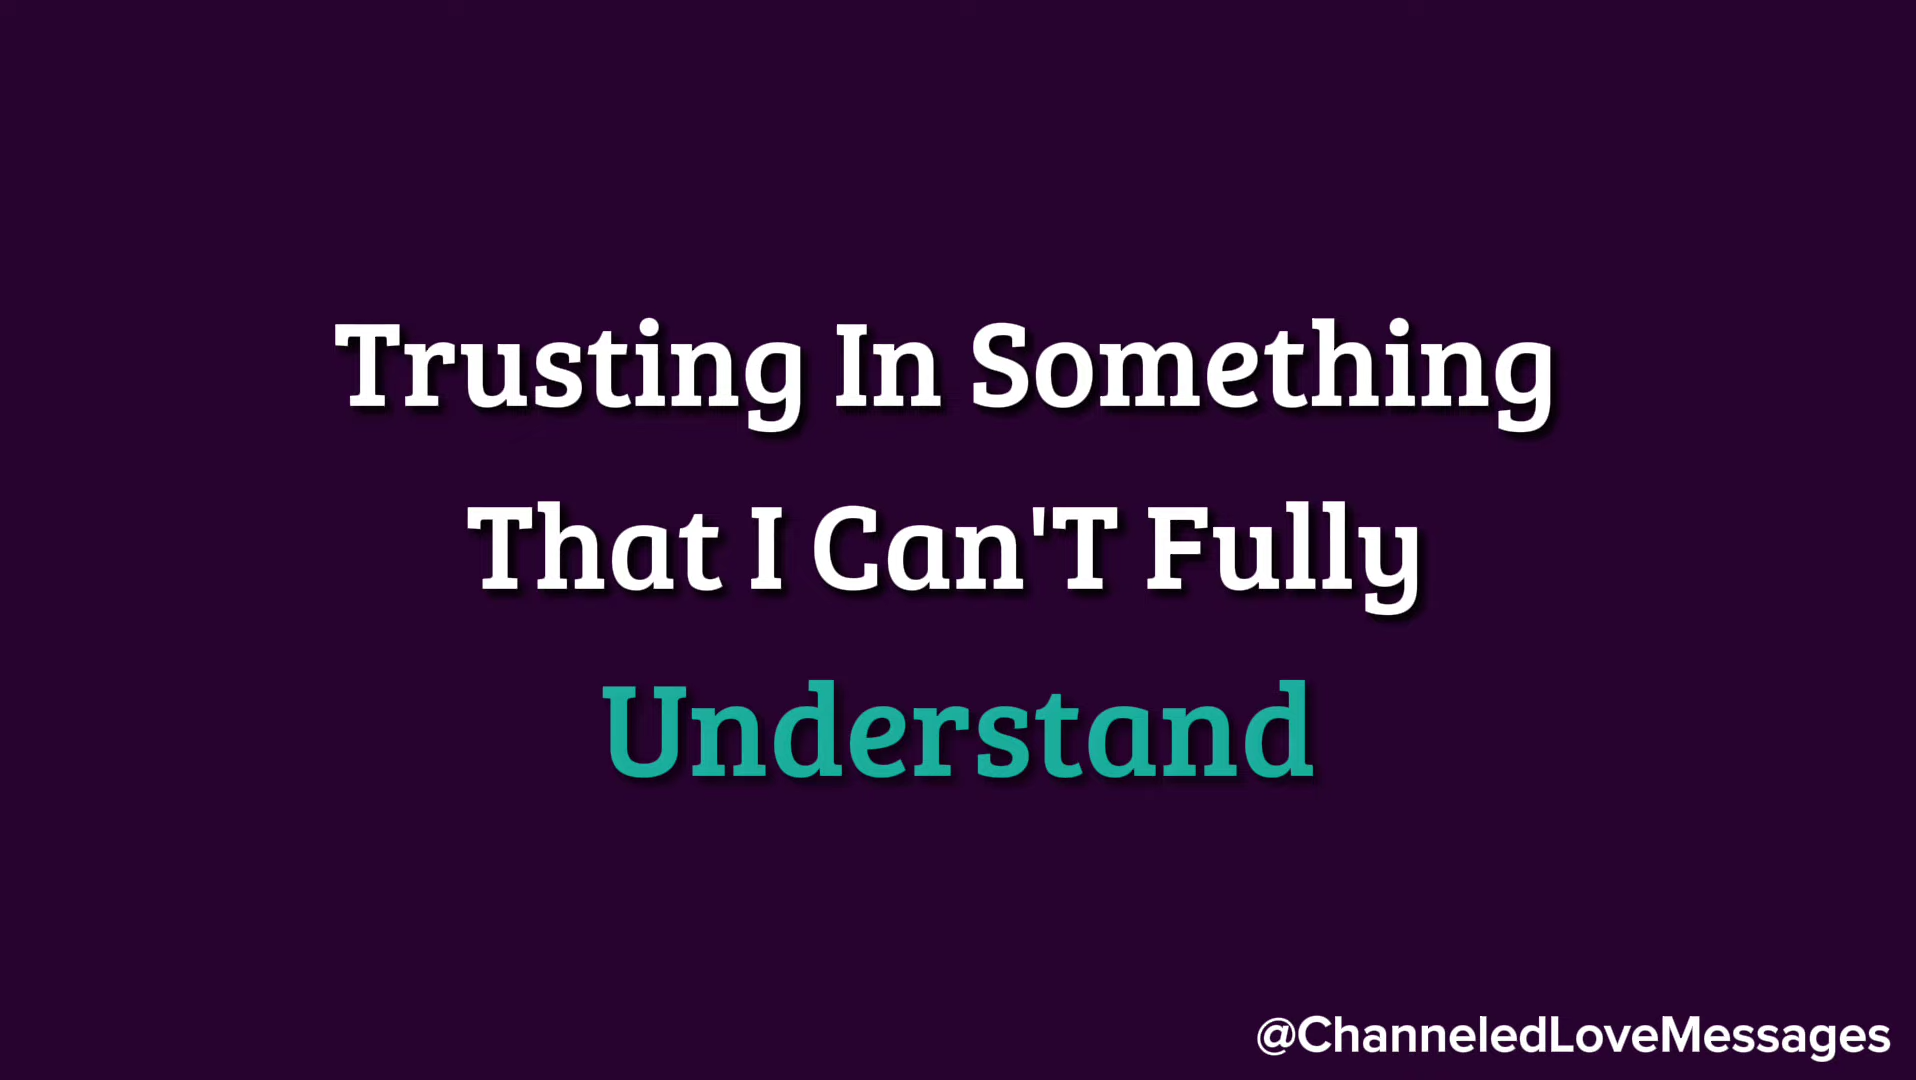 Trusting In Something
That I Can'T Fully
Understand
@ChanneledLoveMessages